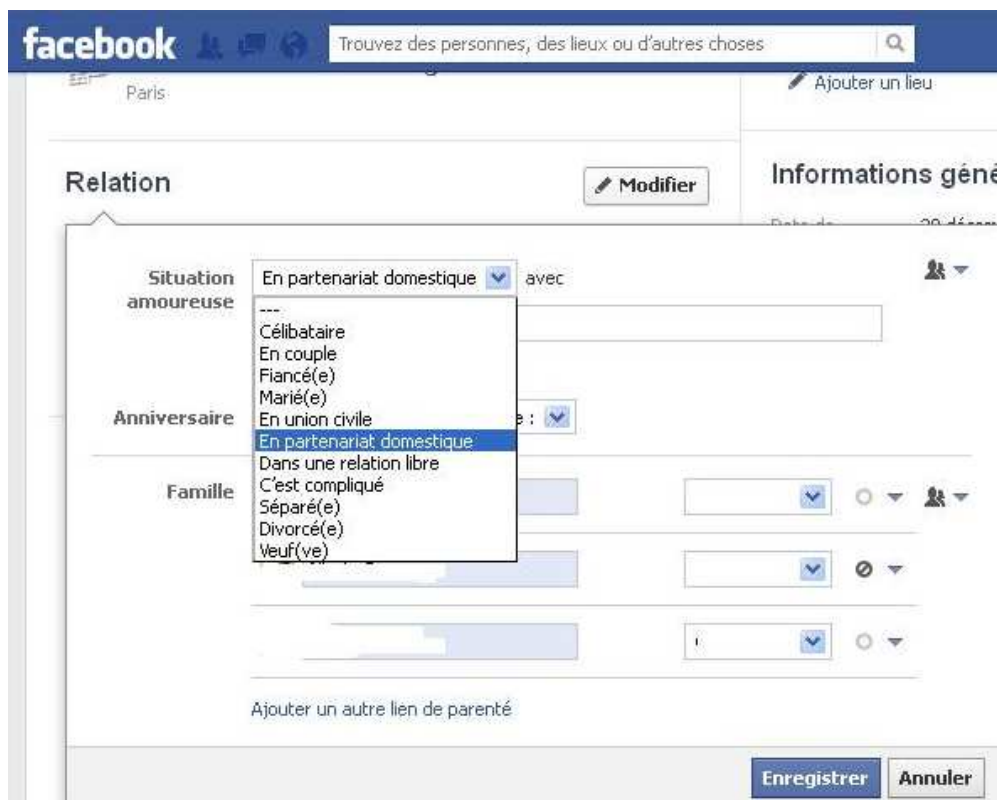 facebook
Trouvez des personnes, des lieux ou d'autres choses
Paris
Ajouter un lieu
Relation
Modifier
Informations géné
Situation amoureuse
En partenariat domestique
avec
---
Célibataire
En couple
Fiancé(e)
Marié(e)
En union civile
En partenariat domestique
Dans une relation libre
C'est compliqué
Séparé(e)
Divorcé(e)
Veuf(ve)
Anniversaire
e :
Famille
Ajouter un autre lien de parenté
Enregistrer
Annuler